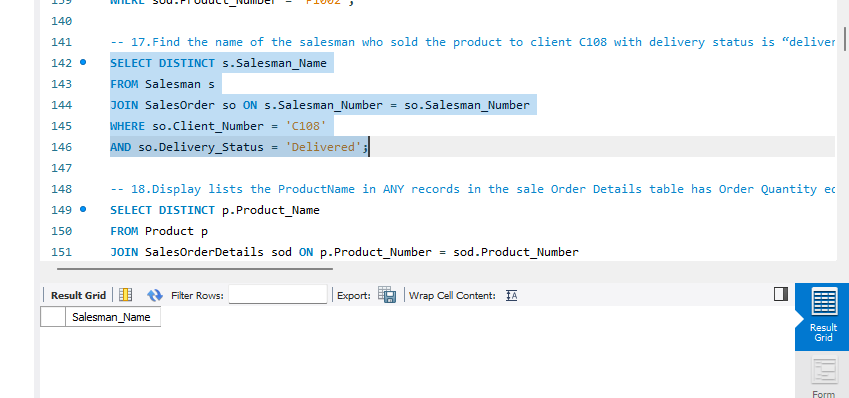 139 WHERE sod.Product_Number = 'P1002';
140
141 -- 17.Find the name of the salesman who sold the product to client C108 with delivery status is “deliver
142 SELECT DISTINCT s.Salesman_Name
143 FROM Salesman s
144 JOIN SalesOrder so ON s.Salesman_Number = so.Salesman_Number
145 WHERE so.Client_Number = 'C108'
146 AND so.Delivery_Status = 'Delivered';
147
148 -- 18.Display lists the ProductName in ANY records in the sale Order Details table has Order Quantity eq
149 SELECT DISTINCT p.Product_Name
150 FROM Product p
151 JOIN SalesOrderDetails sod ON p.Product_Number = sod.Product_Number
Result Grid Filter Rows: Export: Wrap Cell Content: IA
Salesman_Name
Result
Grid
Form